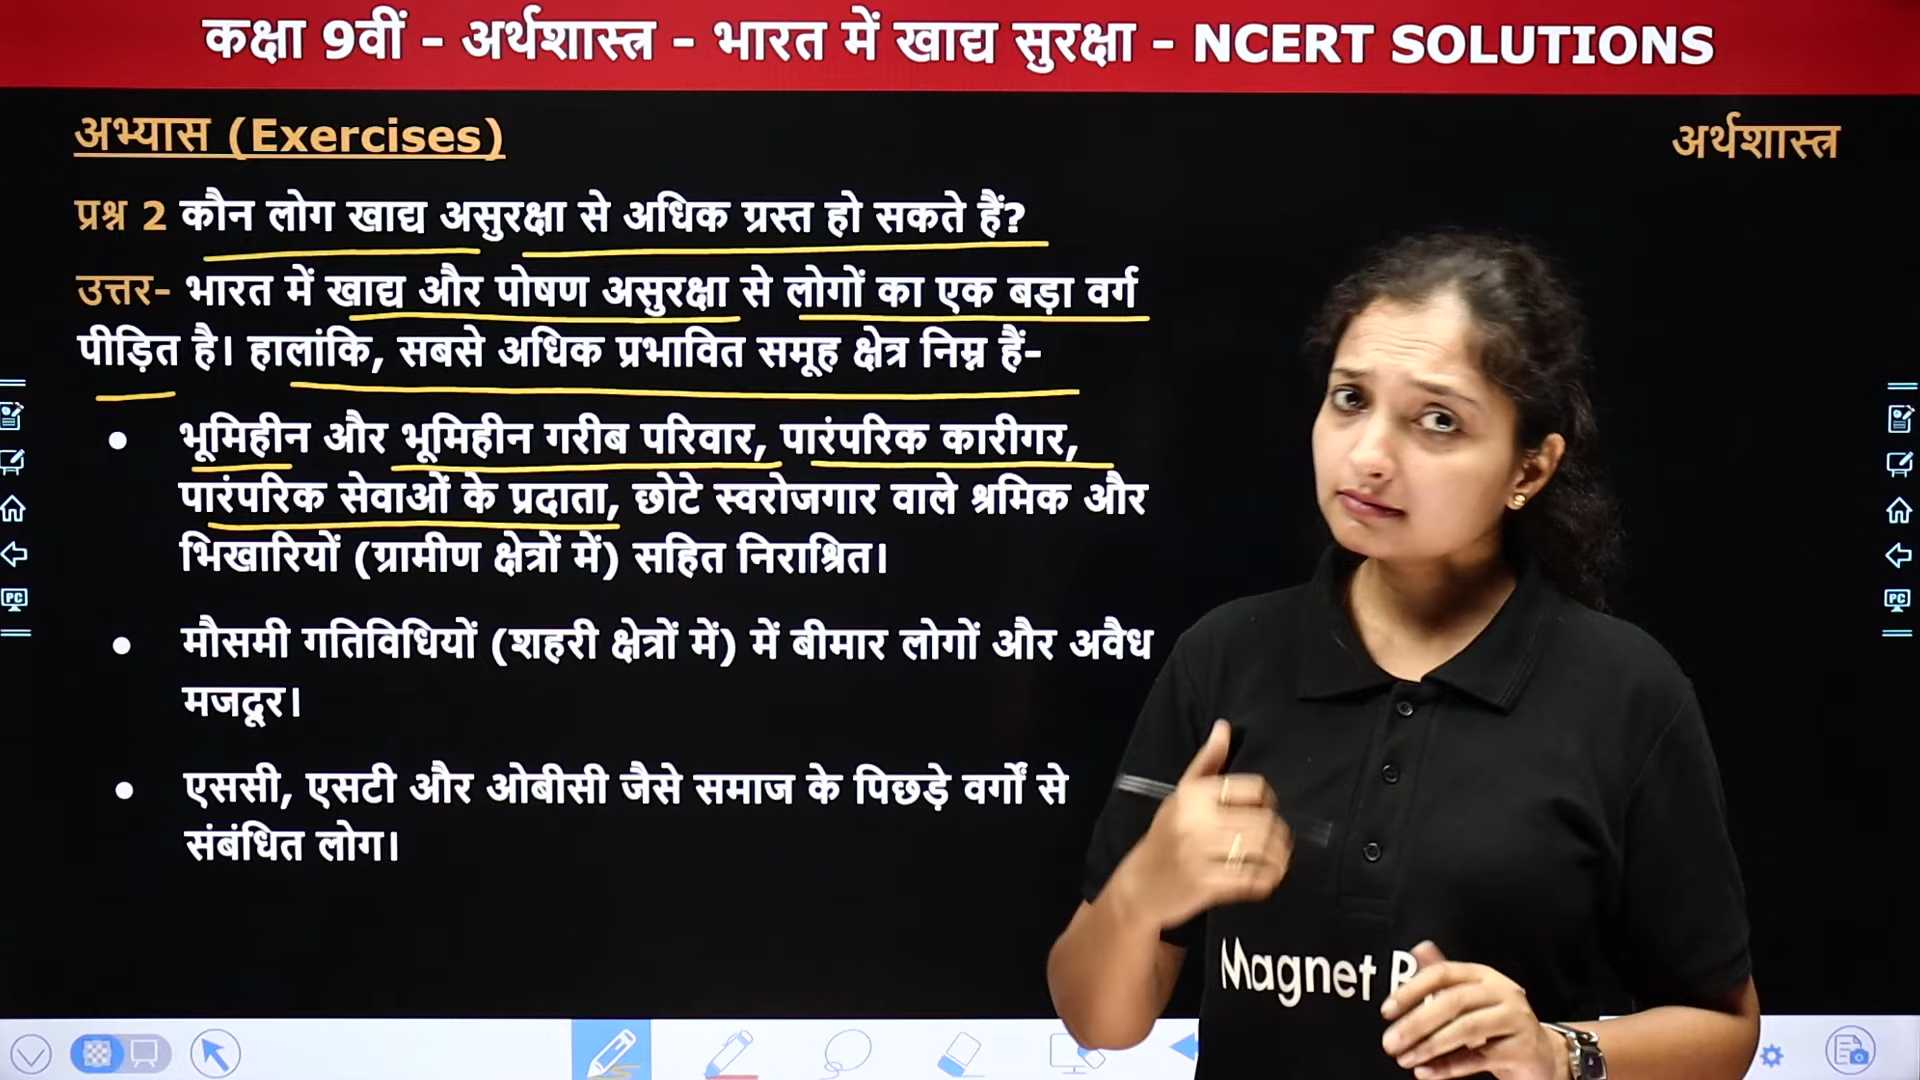 कक्षा 9वीं - अर्थशास्त्र - भारत में खाद्य सुरक्षा - NCERT SOLUTIONS
अभ्यास (Exercises)
अर्थशास्त्र
प्रश्न 2 कौन लोग खाद्य असुरक्षा से अधिक ग्रस्त हो सकते हैं?
उत्तर- भारत में खाद्य और पोषण असुरक्षा से लोगों का एक बड़ा वर्ग
पीड़ित है। हालांकि, सबसे अधिक प्रभावित समूह क्षेत्र निम्न हैं-
• भूमिहीन और भूमिहीन गरीब परिवार, पारंपरिक कारीगर,
पारंपरिक सेवाओं के प्रदाता, छोटे स्वरोजगार वाले श्रमिक और
भिखारियों (ग्रामीण क्षेत्रों में) सहित निराश्रित।
• मौसमी गतिविधियों (शहरी क्षेत्रों में) में बीमार लोगों और अवैध
मजदूर।
• एससी, एसटी और ओबीसी जैसे समाज के पिछड़े वर्गों से
संबंधित लोग।
PC
PC
Magnet B